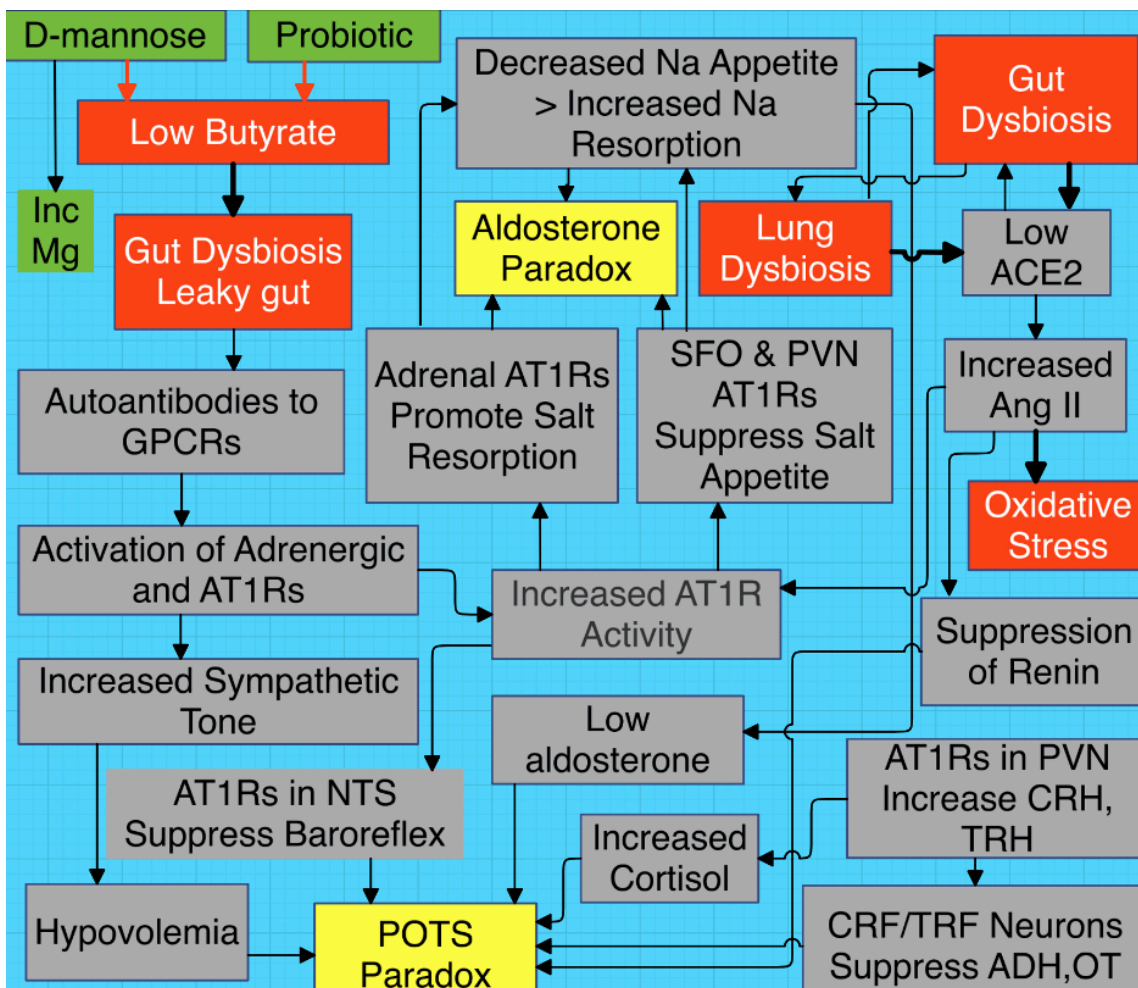 D-mannose
Probiotic
Low Butyrate
Inc
Mg
Gut Dysbiosis
Leaky gut
Autoantibodies to
GPCRs
Activation of Adrenergic
and AT1Rs
Increased Sympathetic
Tone
AT1Rs in NTS
Suppress Baroreflex
Hypovolemia
Decreased Na Appetite
> Increased Na
Resorption
Aldosterone
Paradox
Adrenal AT1Rs
Promote Salt
Resorption
SFO & PVN
AT1Rs
Suppress Salt
Appetite
Increased AT1R
Activity
Low
aldosterone
Increased
Cortisol
POTS
Paradox
Gut
Dysbiosis
Lung
Dysbiosis
Low
ACE2
Increased
Ang II
Oxidative
Stress
Suppression
of Renin
AT1Rs in PVN
Increase CRH,
TRH
CRF/TRF Neurons
Suppress ADH,OT